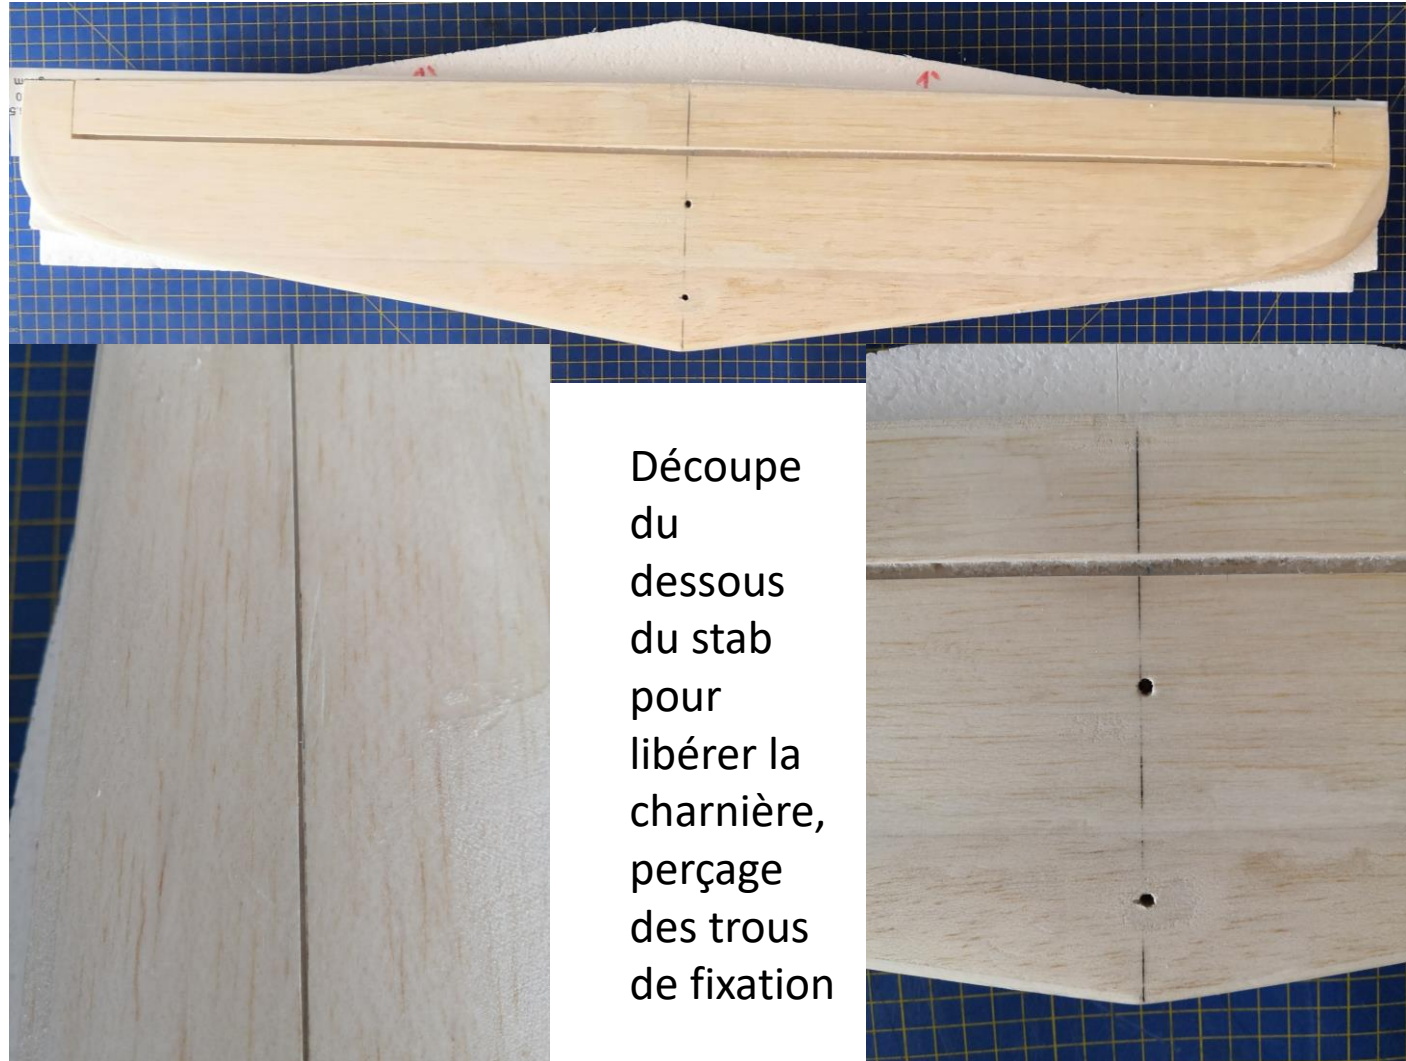 Découpe
du
dessous
du stab
pour
libérer la
charnière,
perçage
des trous
de fixation